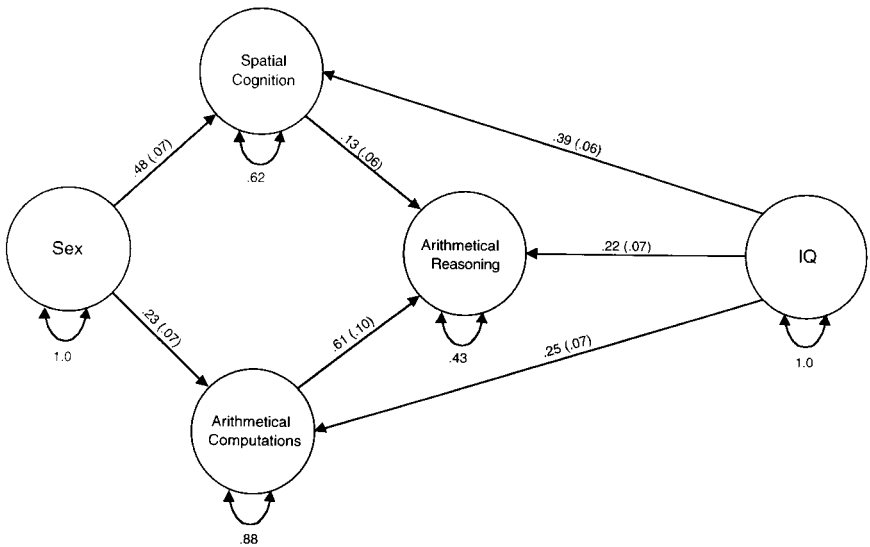 Spatial
Cognition
.48 (.07)
.13 (.06)
.39 (.06)
.62
Sex
Arithmetical
Reasoning
.22 (.07)
IQ
1.0
.43
1.0
.23 (.07)
.61 (.10)
.25 (.07)
Arithmetical
Computations
.88